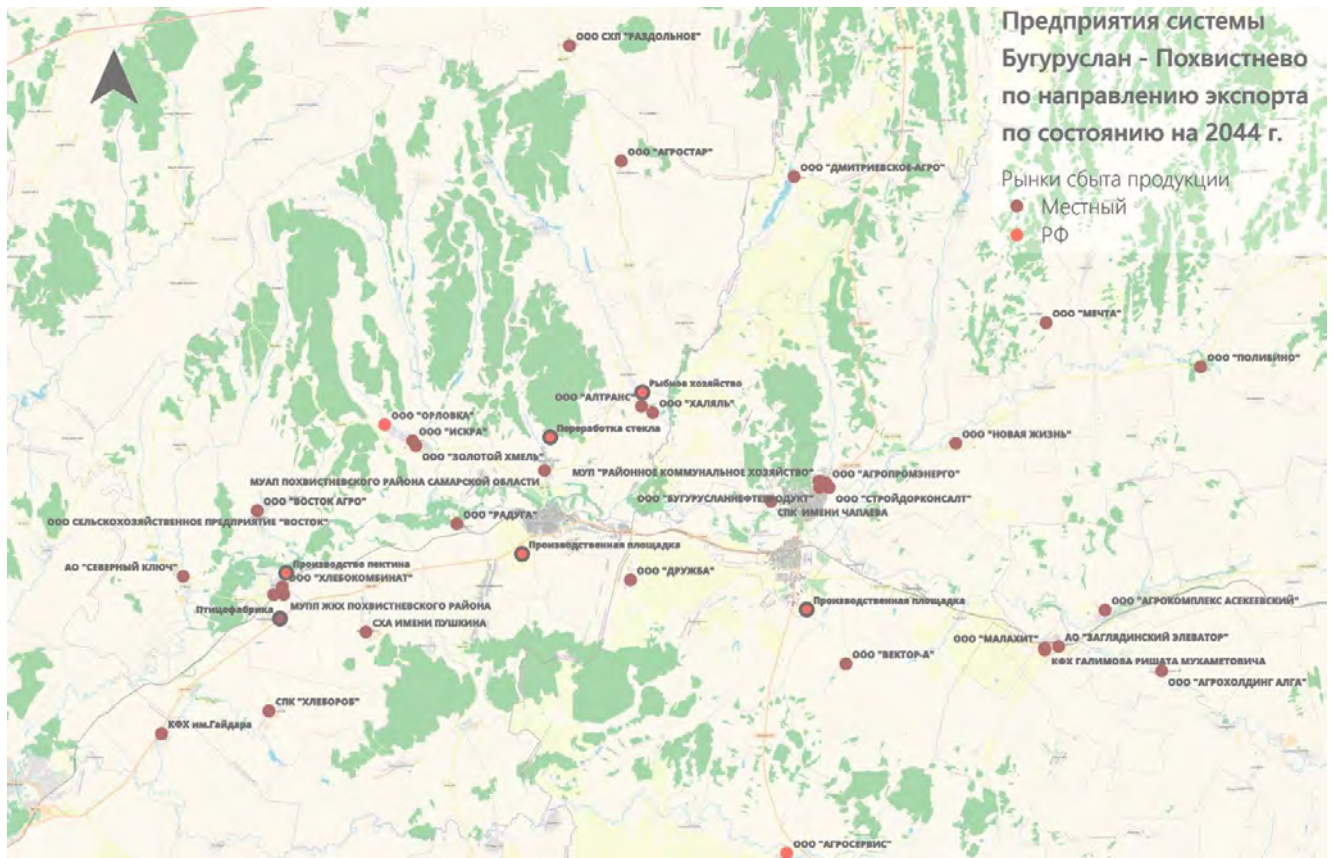 Предприятия системы
Бугуруслан - Похвистнево
по направлению экспорта
по состоянию на 2044 г.
Рынки сбыта продукции
Местный
РФ
ООО СХП "РАЗДОЛЬНОЕ"
ООО "АГРОСТАР"
ООО "ДМИТРИЕВСКОЕ-АГРО"
ООО "МЕЧТА"
ООО "ПОЛИБИНО"
Рыбное хозяйство
ООО "АЛТРАНС"
ООО "ХАЛЯЛЬ"
ООО "ОРЛОВКА"
Переработка стекла
ООО "ИСКРА"
ООО "НОВАЯ ЖИЗНЬ"
ООО "ЗОЛОТОЙ ХМЕЛЬ"
МУП "РАЙОННОЕ КОММУНАЛЬНОЕ ХОЗЯЙСТВО"
ООО "АГРОПРОМЭНЕРГО"
МУАП ПОХВИСТНЕВСКОГО РАЙОНА САМАРСКОЙ ОБЛАСТИ
ООО "ВОСТОК АГРО"
ООО "БУГУРУСЛАННЕФТЕПРОДУКТ"
ООО "СТРОЙДОРКОНСАЛТ"
СПК ИМЕНИ ЧАПАЕВА
ООО "РАДУГА"
ООО СЕЛЬСКОХОЗЯЙСТВЕННОЕ ПРЕДПРИЯТИЕ "ВОСТОК"
Производственная площадка
Производство пектина
АО "СЕВЕРНЫЙ КЛЮЧ"
ООО "ДРУЖБА"
ООО "ХЛЕБОКОМБИНАТ"
Производственная площадка
ООО "АГРОКОМПЛЕКС АСЕКЕЕВСКИЙ"
Птицефабрика
МУПП ЖКХ ПОХВИСТНЕВСКОГО РАЙОНА
СХА ИМЕНИ ПУШКИНА
ООО "МАЛАХИТ"
АО "ЗАГЛЯДИНСКИЙ ЭЛЕВАТОР"
ООО "ВЕКТОР-А"
КФХ ГАЛИМОВА РИШАТА МУХАМЕТОВИЧА
ООО "АГРОХОЛДИНГ АЛГА"
СПК "ХЛЕБОРОБ"
КФХ им.Гайдара
ООО "АГРОСЕРВИС"